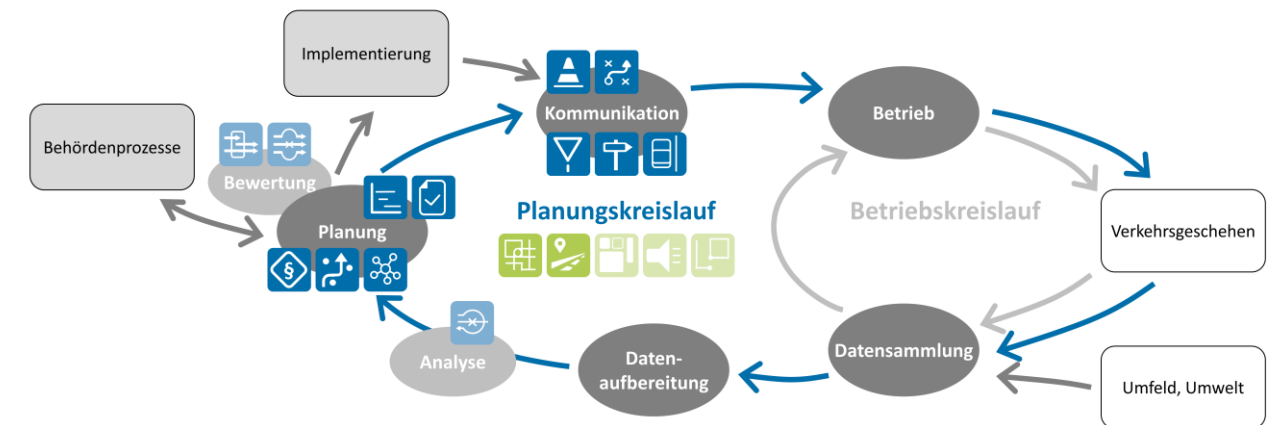 Implementierung
Kommunikation
Betrieb
Behördenprozesse
Bewertung
Planung
Planungskreislauf
Betriebskreislauf
Verkehrsgeschehen
Analyse
Daten-
aufbereitung
Datensammlung
Umfeld, Umwelt
§